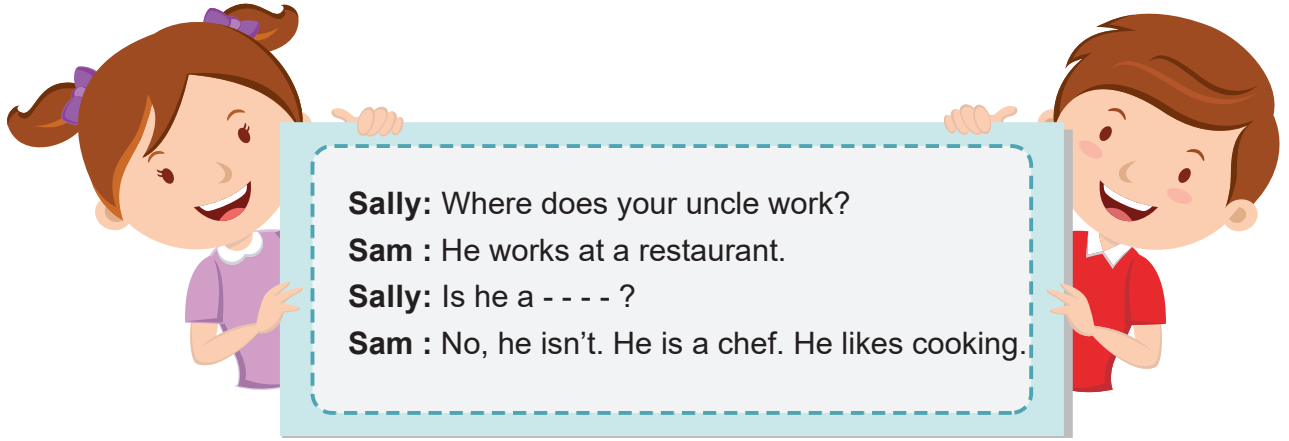 Sally: Where does your uncle work?
Sam : He works at a restaurant.
Sally: Is he a - - - - ?
Sam : No, he isn’t. He is a chef. He likes cooking.